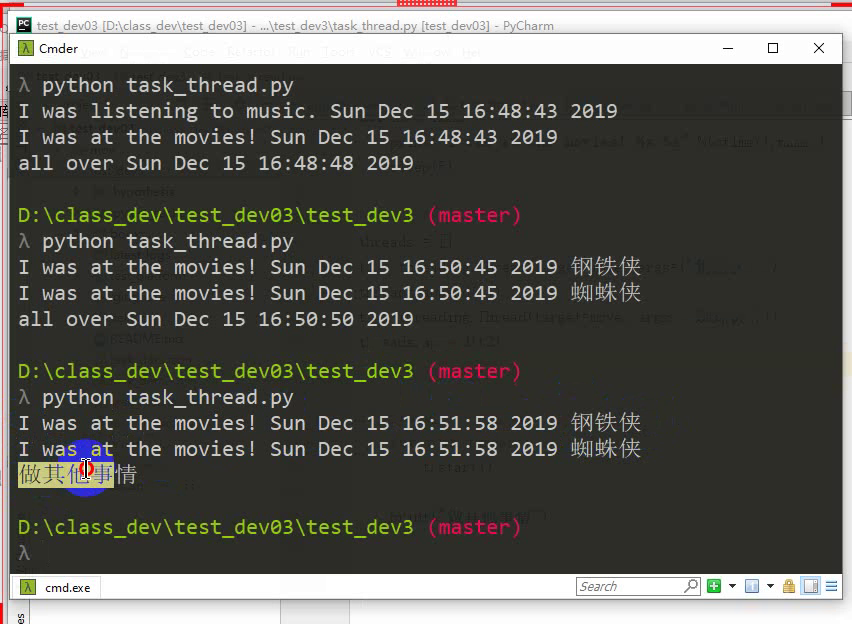 test_dev03 [D:\class_dev\test_dev03] - ...\test_dev3\task_thread.py [test_dev03] - PyCharm
Cmder
λ python task_thread.py
I was listening to music. Sun Dec 15 16:48:43 2019
I was at the movies! Sun Dec 15 16:48:43 2019
all over Sun Dec 15 16:48:48 2019
D:\class_dev\test_dev03\test_dev3 (master)
λ python task_thread.py
I was at the movies! Sun Dec 15 16:50:45 2019 钢铁侠
I was at the movies! Sun Dec 15 16:50:45 2019 蜘蛛侠
all over Sun Dec 15 16:50:50 2019
D:\class_dev\test_dev03\test_dev3 (master)
λ python task_thread.py
I was at the movies! Sun Dec 15 16:51:58 2019 钢铁侠
I was at the movies! Sun Dec 15 16:51:58 2019 蜘蛛侠
做其他事情
D:\class_dev\test_dev03\test_dev3 (master)
λ
cmd.exe
Search